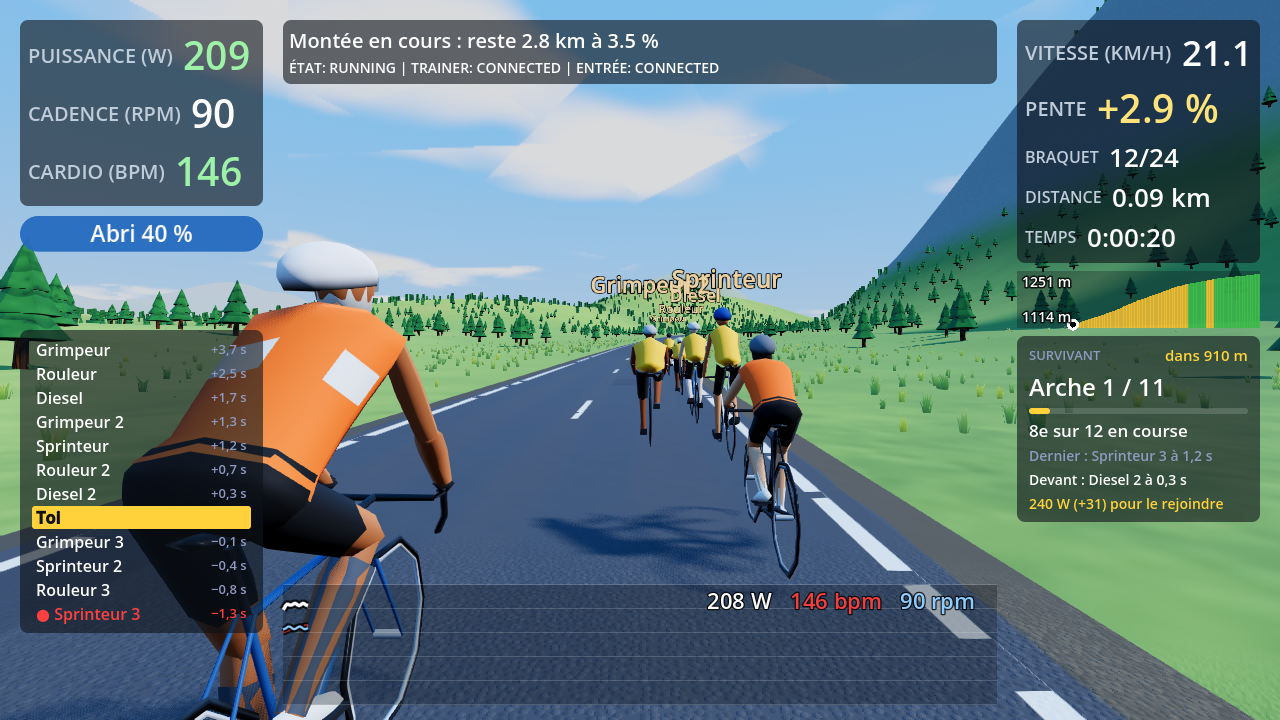 PUISSANCE (W) 209
CADENCE (RPM) 90
CARDIO (BPM) 146
Abri 40 %
Montée en cours : reste 2.8 km à 3.5 %
ÉTAT: RUNNING | TRAINER: CONNECTED | ENTRÉE: CONNECTED
VITESSE (KM/H) 21.1
PENTE +2.9 %
BRAQUET 12/24
DISTANCE 0.09 km
TEMPS 0:00:20
1251 m
1114 m
SURVIVANT dans 910 m
Arche 1 / 11
8e sur 12 en course
Dernier : Sprinteur 3 à 1,2 s
Devant : Diesel 2 à 0,3 s
240 W (+31) pour le rejoindre
Sprinteur
Diesel
Rouleur
Grimpeur +3,7 s
Rouleur +2,5 s
Diesel +1,7 s
Grimpeur 2 +1,3 s
Sprinteur +1,2 s
Rouleur 2 +0,7 s
Diesel 2 +0,3 s
Toi
Grimpeur 3 −0,1 s
Sprinteur 2 −0,4 s
Rouleur 3 −0,8 s
Sprinteur 3 −1,3 s
208 W 146 bpm 90 rpm